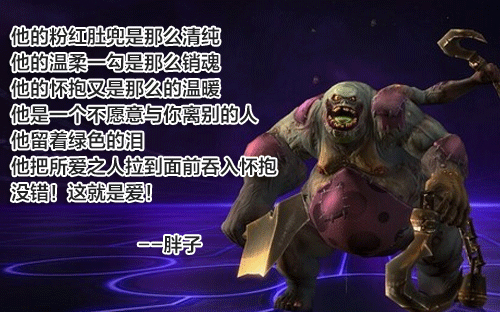 他的粉红肚兜是那么清纯
他的温柔一勾是那么销魂
他的怀抱又是那么的温暖
他是一个不愿意与你离别的人
他留着绿色的泪
他把所爱之人拉到面前吞入怀抱
没错！这就是爱！
——胖子